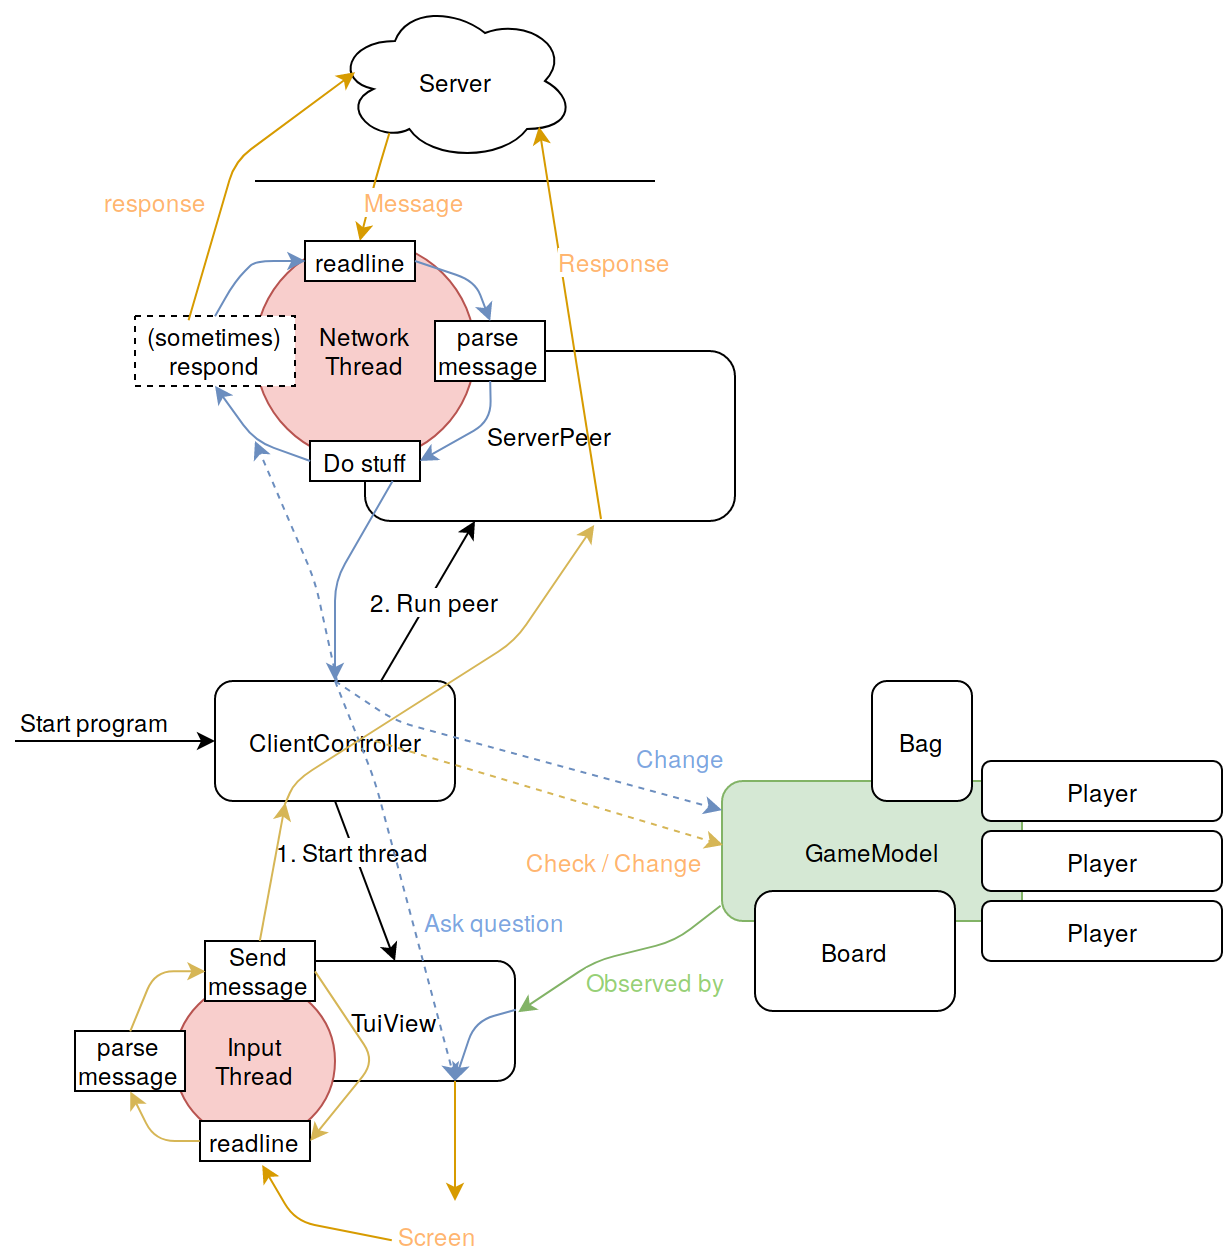 Server
response
Message
Response
readline
(sometimes)
respond
Network
Thread
parse
message
ServerPeer
Do stuff
2. Run peer
Start program
ClientController
Bag
Change
Player
GameModel
Player
1. Start thread
Check / Change
Ask question
Player
Board
Send
message
Observed by
TuiView
parse
message
Input
Thread
readline
Screen